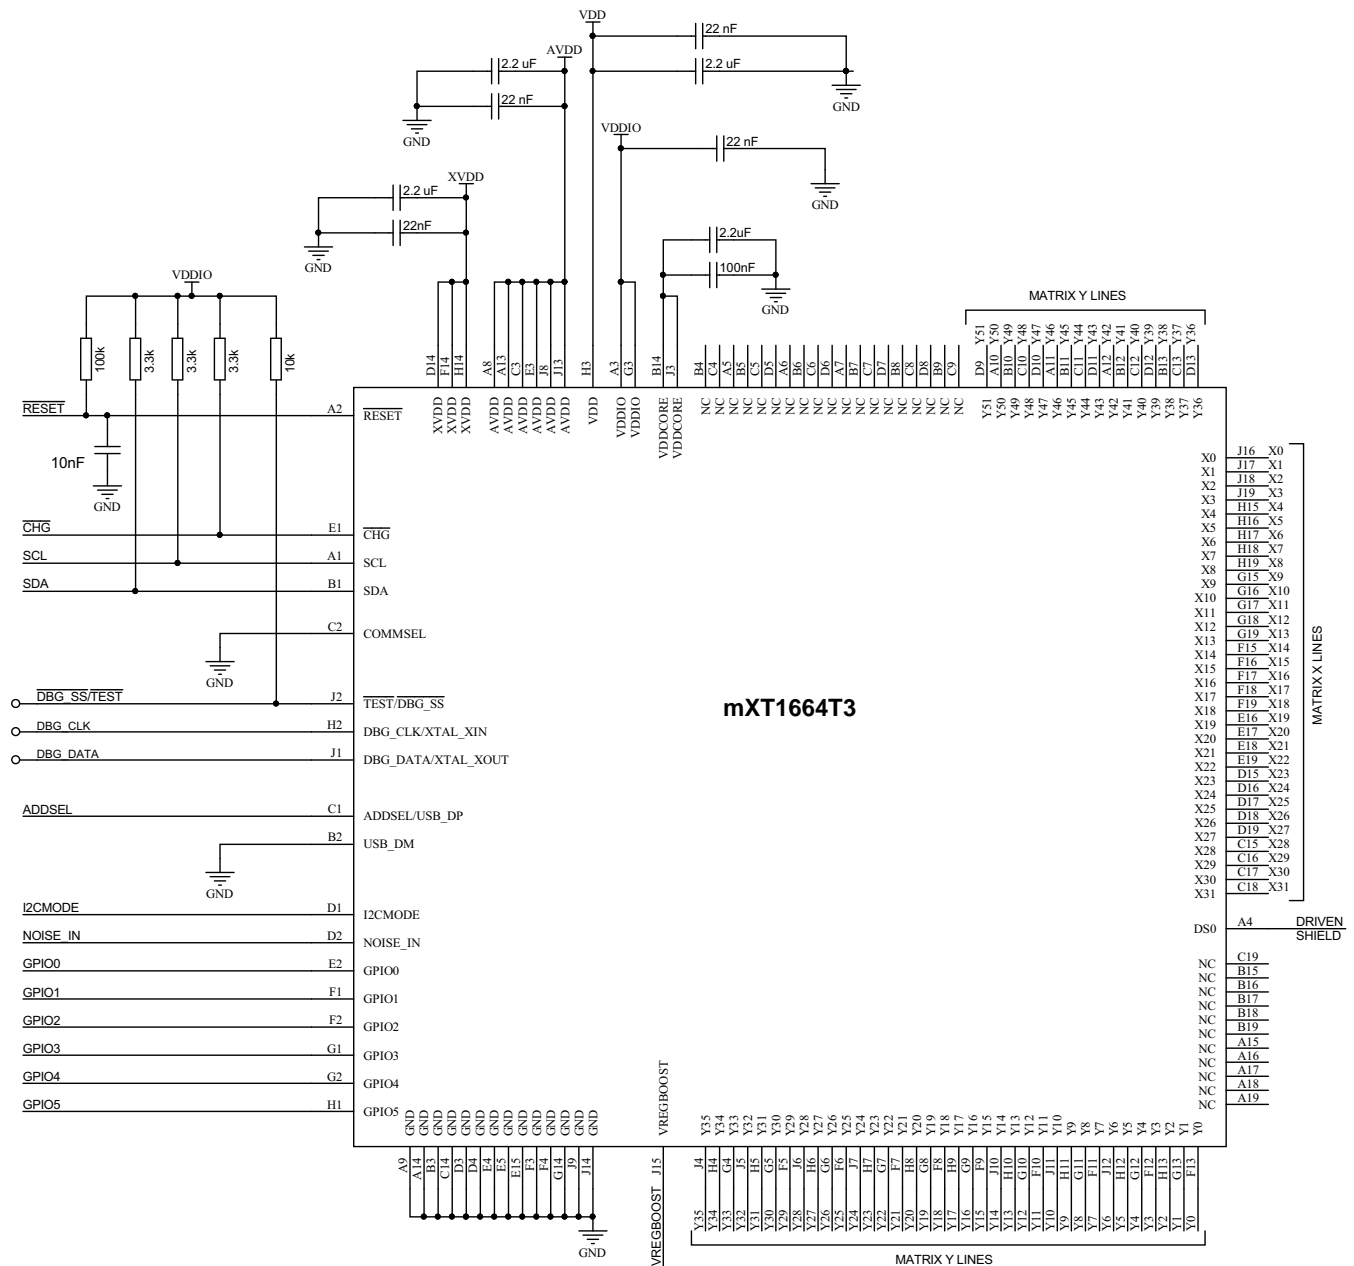 VDD
22 nF
2.2 uF
GND
AVDD
2.2 uF
22 nF
GND
VDDIO
22 nF
GND
XVDD
2.2 uF
22nF
GND
2.2uF
100nF
GND
VDDIO
100k
3.3k
3.3k
3.3k
10k
MATRIX Y LINES
Y51 Y50 Y49 Y48 Y47 Y46 Y45 Y44 Y43 Y42 Y41 Y40 Y39 Y38 Y37 Y36
D14 F14 H14 A8 A13 C3 E3 J8 J13 H3 A3 G3 B14 J3 B4 C4 A5 B5 C5 D5 A6 B6 C6 D6 A7 B7 C7 D7 B8 C8 D8 B9 C9 D9 A10 B10 C10 D10 A11 B11 C11 D11 A12 B12 C12 D12 B13 C13 D13
XVDD XVDD XVDD AVDD AVDD AVDD AVDD AVDD AVDD VDD VDDIO VDDIO VDDCORE VDDCORE NC NC NC NC NC NC NC NC NC NC NC NC NC NC NC NC NC NC NC Y51 Y50 Y49 Y48 Y47 Y46 Y45 Y44 Y43 Y42 Y41 Y40 Y39 Y38 Y37 Y36
RESET A2 RESET
10nF
GND
CHG E1 CHG
SCL A1 SCL
SDA B1 SDA
C2 COMMSEL
GND
DBG_SS/TEST J2 TEST/DBG_SS
DBG_CLK H2 DBG_CLK/XTAL_XIN
DBG_DATA J1 DBG_DATA/XTAL_XOUT
ADDSEL C1 ADDSEL/USB_DP
B2 USB_DM
GND
I2CMODE D1 I2CMODE
NOISE_IN D2 NOISE_IN
GPIO0 E2 GPIO0
GPIO1 F1 GPIO1
GPIO2 F2 GPIO2
GPIO3 G1 GPIO3
GPIO4 G2 GPIO4
GPIO5 H1 GPIO5
mXT1664T3
X0 J16 X0
X1 J17 X1
X2 J18 X2
X3 J19 X3
X4 H15 X4
X5 H16 X5
X6 H17 X6
X7 H18 X7
X8 H19 X8
X9 G15 X9
X10 G16 X10
X11 G17 X11
X12 G18 X12
X13 G19 X13
X14 F15 X14
X15 F16 X15
X16 F17 X16
X17 F18 X17
X18 F19 X18
X19 E16 X19
X20 E17 X20
X21 E18 X21
X22 E19 X22
X23 D15 X23
X24 D16 X24
X25 D17 X25
X26 D18 X26
X27 D19 X27
X28 C15 X28
X29 C16 X29
X30 C17 X30
X31 C18 X31
MATRIX X LINES
DS0 A4 DRIVEN
SHIELD
NC C19
NC B15
NC B16
NC B17
NC B18
NC B19
NC A15
NC A16
NC A17
NC A18
NC A19
GND GND GND GND GND GND GND GND GND GND GND GND GND GND VREGBOOST Y35 Y34 Y33 Y32 Y31 Y30 Y29 Y28 Y27 Y26 Y25 Y24 Y23 Y22 Y21 Y20 Y19 Y18 Y17 Y16 Y15 Y14 Y13 Y12 Y11 Y10 Y9 Y8 Y7 Y6 Y5 Y4 Y3 Y2 Y1 Y0
A9 A14 B3 C14 D3 D4 E4 E5 E15 F3 F4 G14 J9 J14 J15 J4 H4 G4 J5 H5 G5 F5 J6 H6 G6 F6 J7 H7 G7 F7 H8 G8 F8 H9 G9 F9 J10 H10 G10 F10 J11 H11 G11 F11 J12 H12 G12 F12 H13 G13 F13
VREGBOOST Y35 Y34 Y33 Y32 Y31 Y30 Y29 Y28 Y27 Y26 Y25 Y24 Y23 Y22 Y21 Y20 Y19 Y18 Y17 Y16 Y15 Y14 Y13 Y12 Y11 Y10 Y9 Y8 Y7 Y6 Y5 Y4 Y3 Y2 Y1 Y0
GND
MATRIX Y LINES